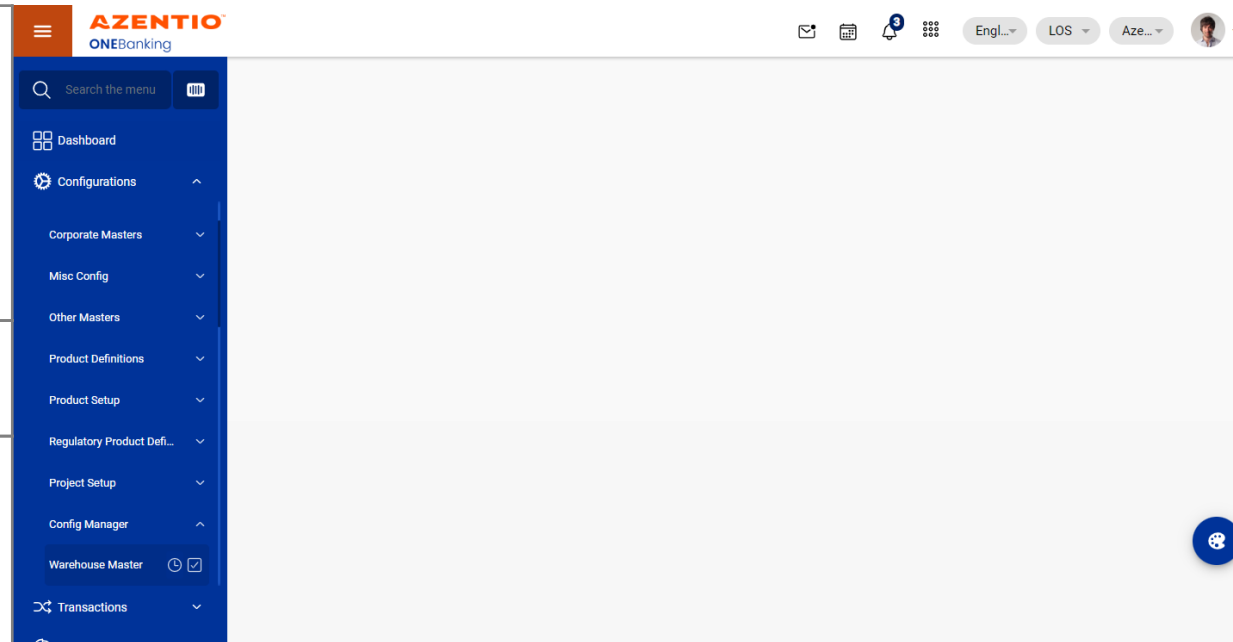 AZENTIO
ONEBanking
3
Engl...
LOS
Aze...
Search the menu
Dashboard
Configurations
Corporate Masters
Misc Config
Other Masters
Product Definitions
Product Setup
Regulatory Product Defi...
Project Setup
Config Manager
Warehouse Master
Transactions